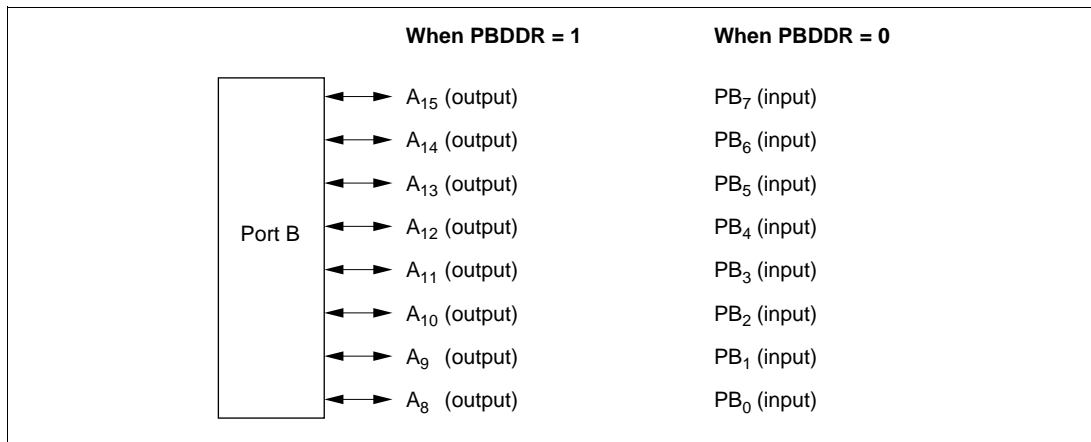 When PBDDR = 1 When PBDDR = 0
A15 (output) PB7 (input)
A14 (output) PB6 (input)
A13 (output) PB5 (input)
Port B A12 (output) PB4 (input)
A11 (output) PB3 (input)
A10 (output) PB2 (input)
A9 (output) PB1 (input)
A8 (output) PB0 (input)